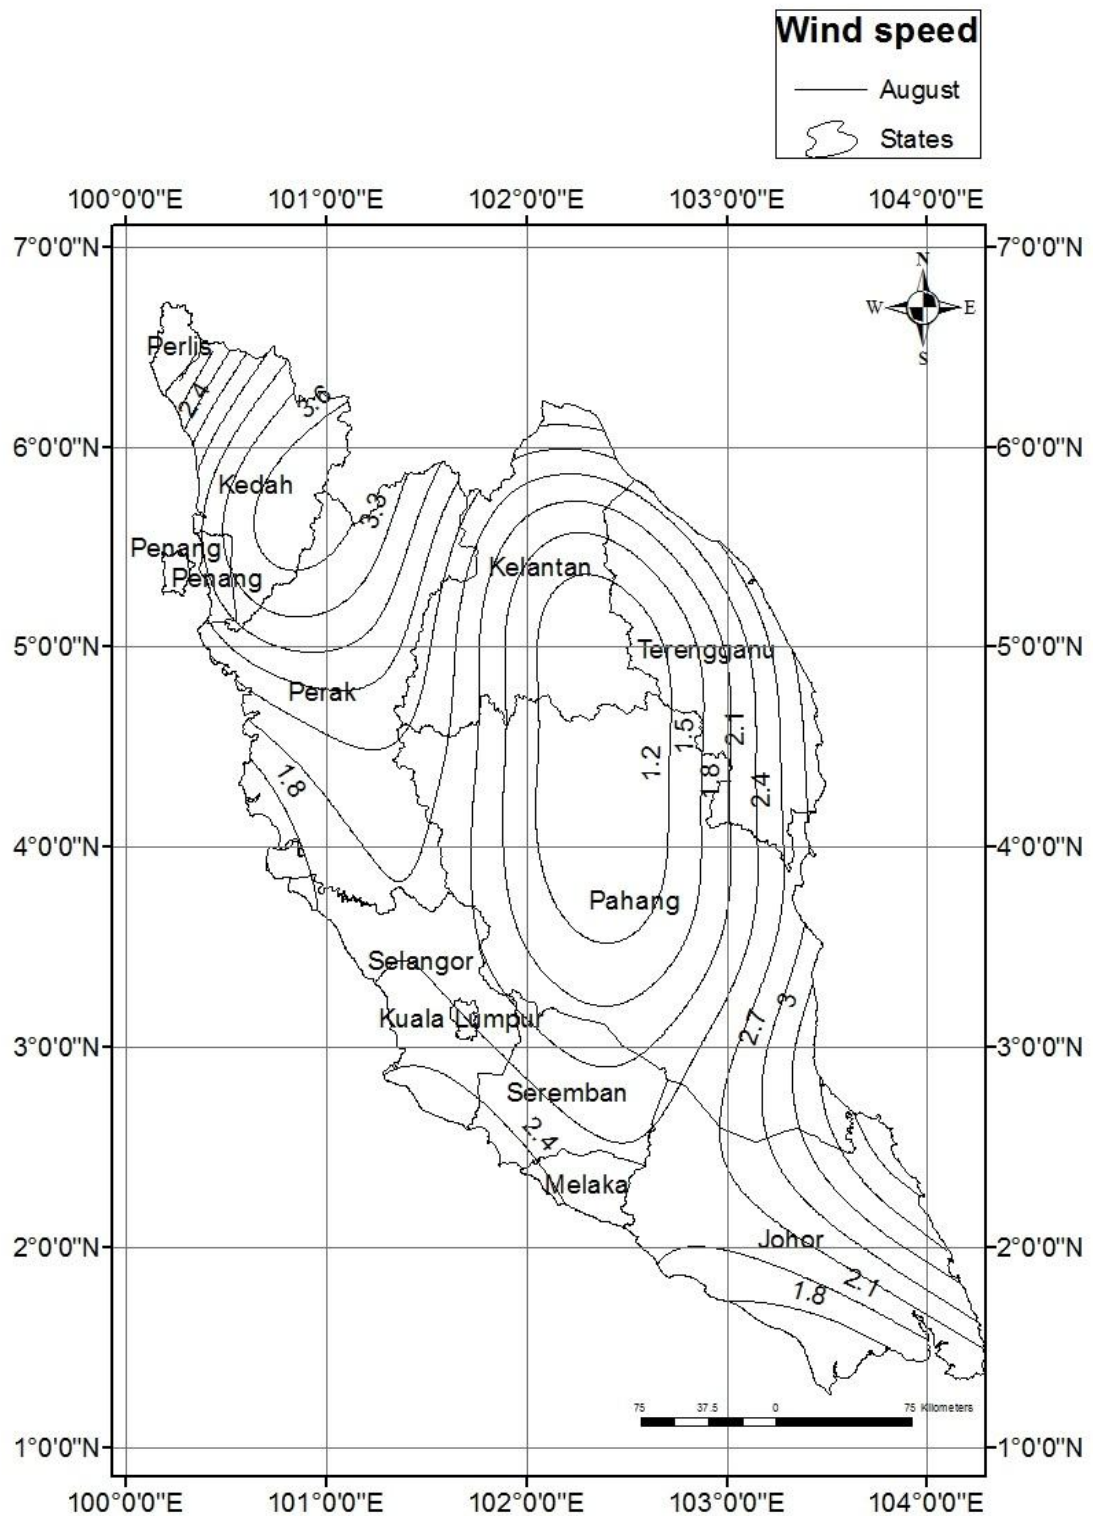 Wind speed
August
States
100°0'0"E 101°0'0"E 102°0'0"E 103°0'0"E 104°0'0"E
7°0'0"N 7°0'0"N
N
W E
S
Perlis
2.4 3.6
6°0'0"N 6°0'0"N
Kedah
3.3
Penang
Kelantan
Penang
5°0'0"N Terengganu 5°0'0"N
Perak
1.2 1.5 1.8 2.1 2.4
1.8
4°0'0"N 4°0'0"N
Pahang
Selangor
3
Kuala Lumpur 2.7
3°0'0"N 3°0'0"N
Seremban
2.4
Melaka
2°0'0"N Johor 2°0'0"N
1.8 2.1
75 37.5 0 75 Kilometers
1°0'0"N 1°0'0"N
100°0'0"E 101°0'0"E 102°0'0"E 103°0'0"E 104°0'0"E